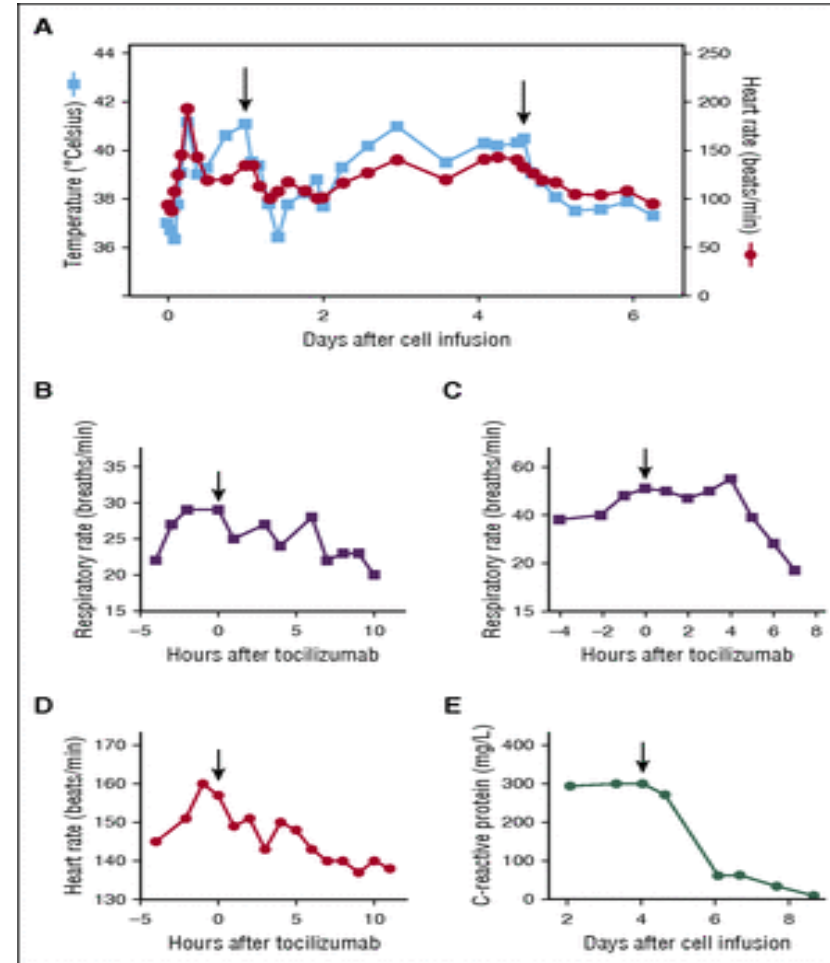 A
44
42
40
38
36
Temperature (°Celsius)
250
200
150
100
50
0
Heart rate (beats/min)
0 2 4 6
Days after cell infusion
B
35
30
25
20
15
Respiratory rate (breaths/min)
−5 0 5 10
Hours after tocilizumab
C
60
40
20
15
Respiratory rate (breaths/min)
−4 −2 0 2 4 6 8
Hours after tocilizumab
D
170
160
150
140
130
Heart rate (beats/min)
−5 0 5 10
Hours after tocilizumab
E
400
300
200
100
0
C-reactive protein (mg/L)
2 4 6 8
Days after cell infusion